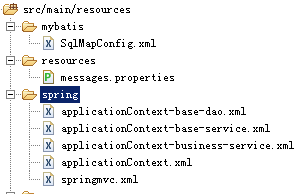 src/main/resources
mybatis
SqlMapConfig.xml
resources
messages.properties
spring
applicationContext-base-dao.xml
applicationContext-base-service.xml
applicationContext-business-service.xml
applicationContext.xml
springmvc.xml